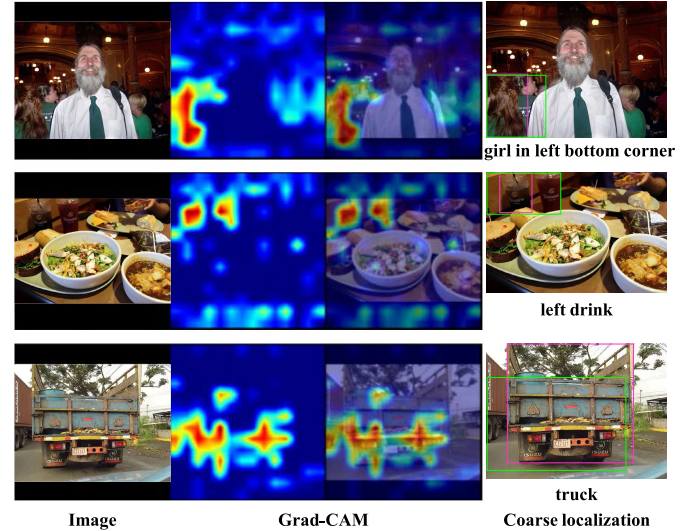 girl in left bottom corner
left drink
truck
Image Grad-CAM Coarse localization